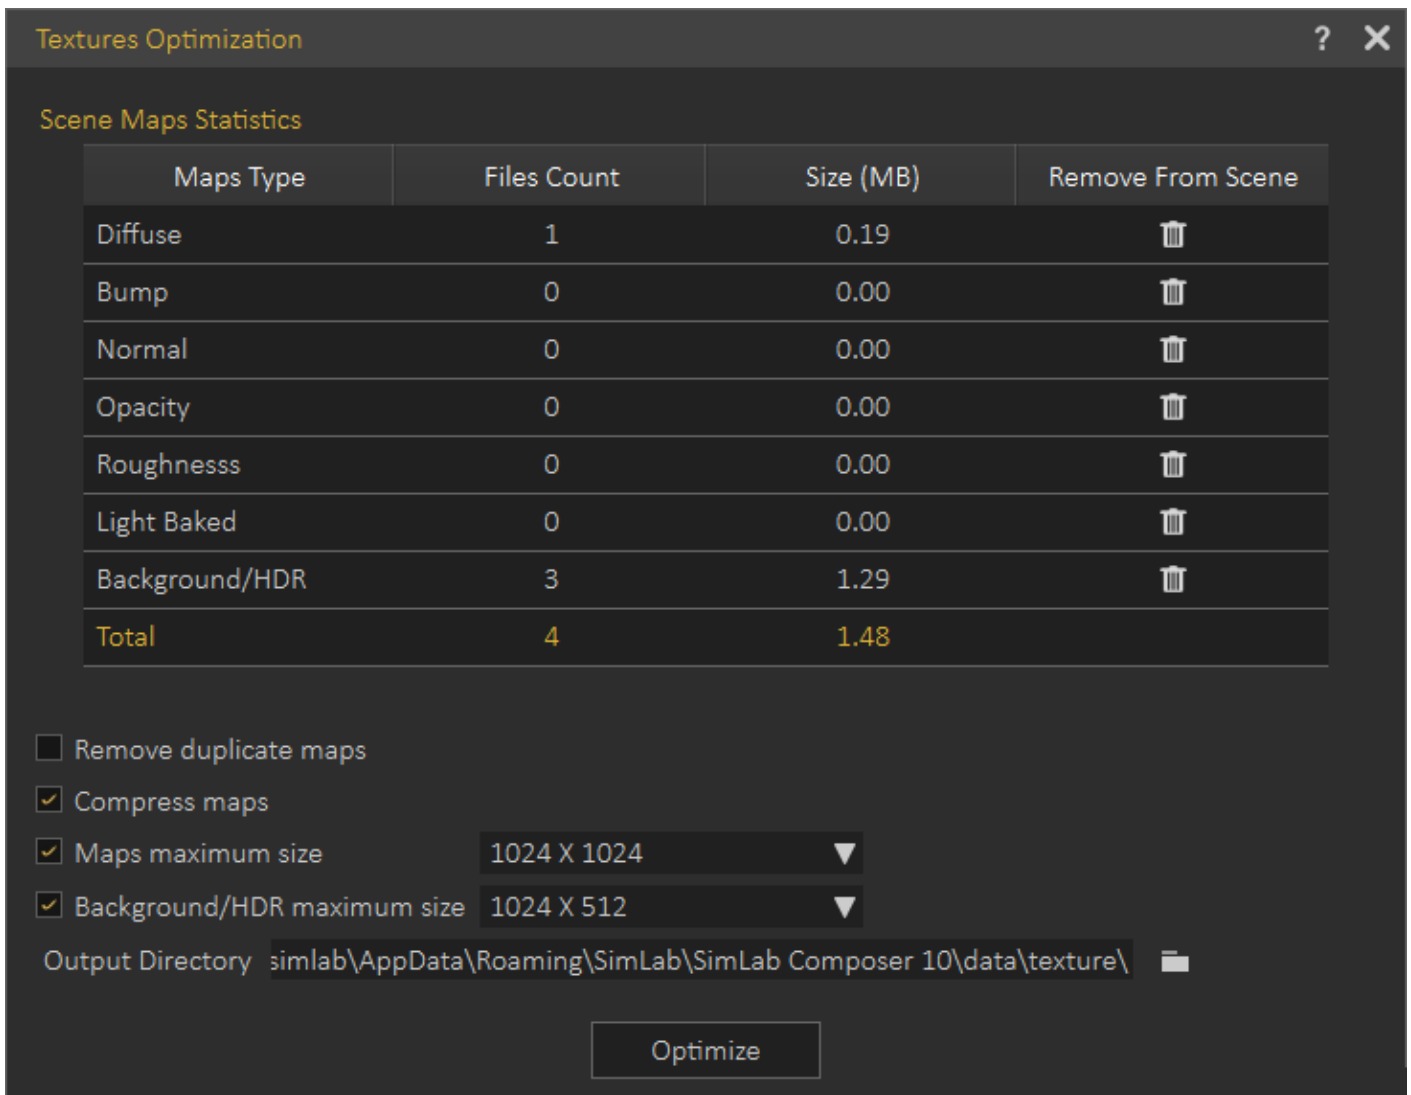 Textures Optimization ?
Scene Maps Statistics
Maps Type Files Count Size (MB) Remove From Scene
Diffuse 1 0.19
Bump 0 0.00
Normal 0 0.00
Opacity 0 0.00
Roughnesss 0 0.00
Light Baked 0 0.00
Background/HDR 3 1.29
Total 4 1.48
Remove duplicate maps
Compress maps
Maps maximum size 1024 X 1024
Background/HDR maximum size 1024 X 512
Output Directory simlab\AppData\Roaming\SimLab\SimLab Composer 10\data\texture\
Optimize